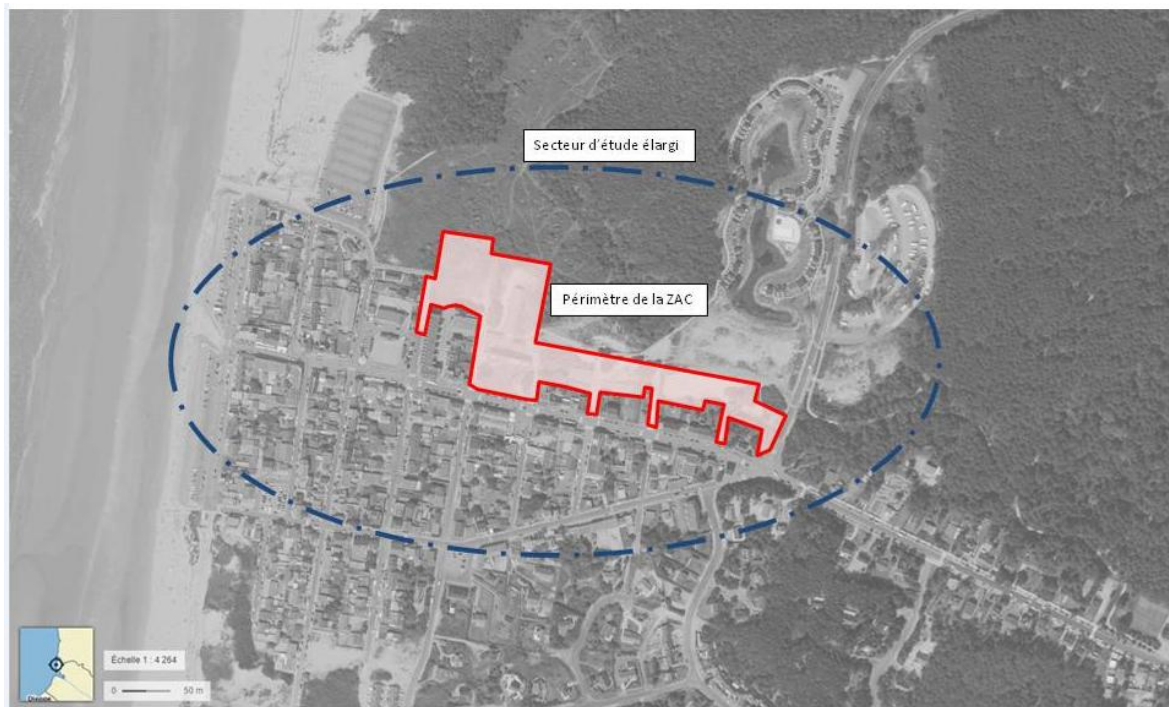 Secteur d'étude élargi
Périmètre de la ZAC
Échelle 1 : 4 264
0
50 m